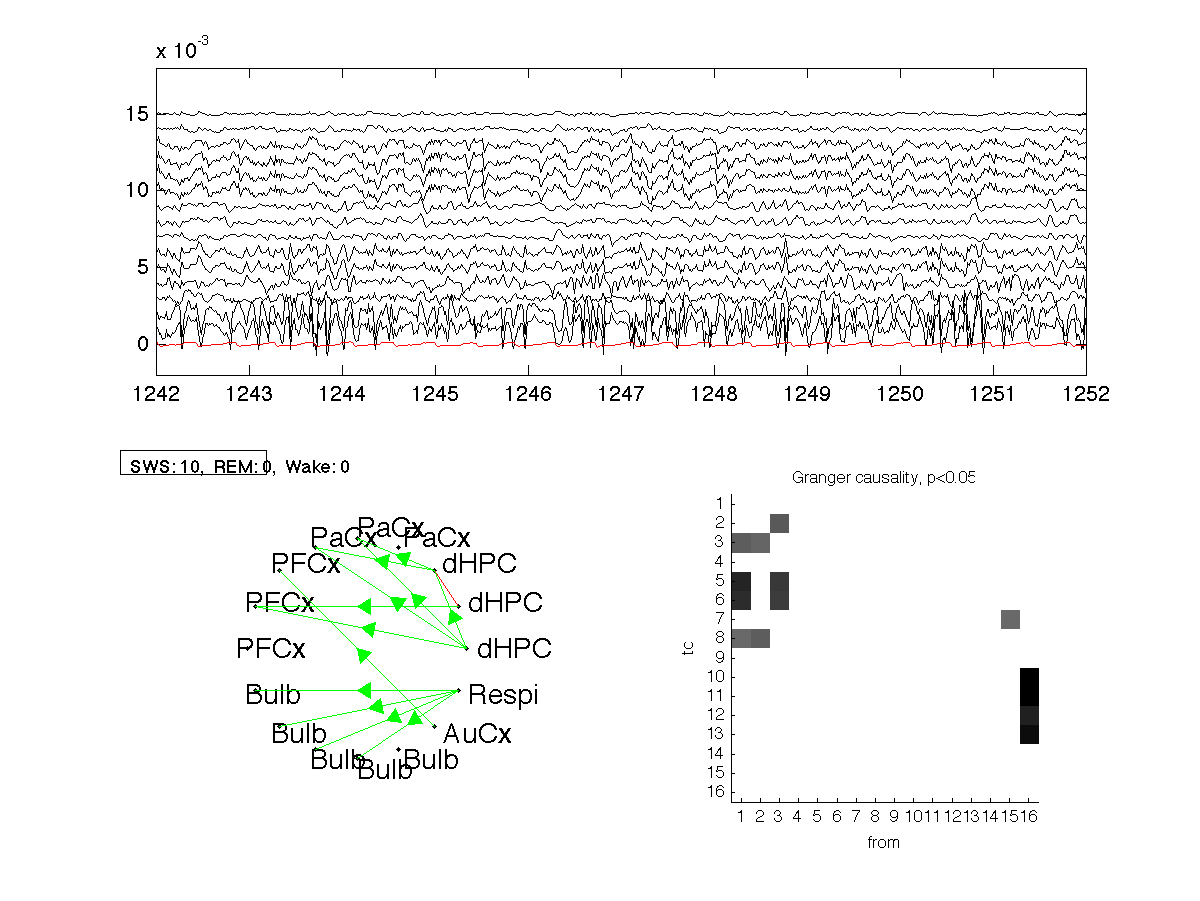 x 10-3
15
10
5
0
1242 1243 1244 1245 1246 1247 1248 1249 1250 1251 1252
SWS:10, REM:0, Wake:0
Granger causality, p<0.05
PaCx
PaCx PaCx
PFCx dHPC
PFCx dHPC
PFCx dHPC
Bulb Respi
Bulb AuCx
Bulb Bulb
Bulb
1
2
3
4
5
6
7
8
9
10
11
12
13
14
15
16
tc
1 2 3 4 5 6 7 8 9 10 11 12 13 14 15 16
from